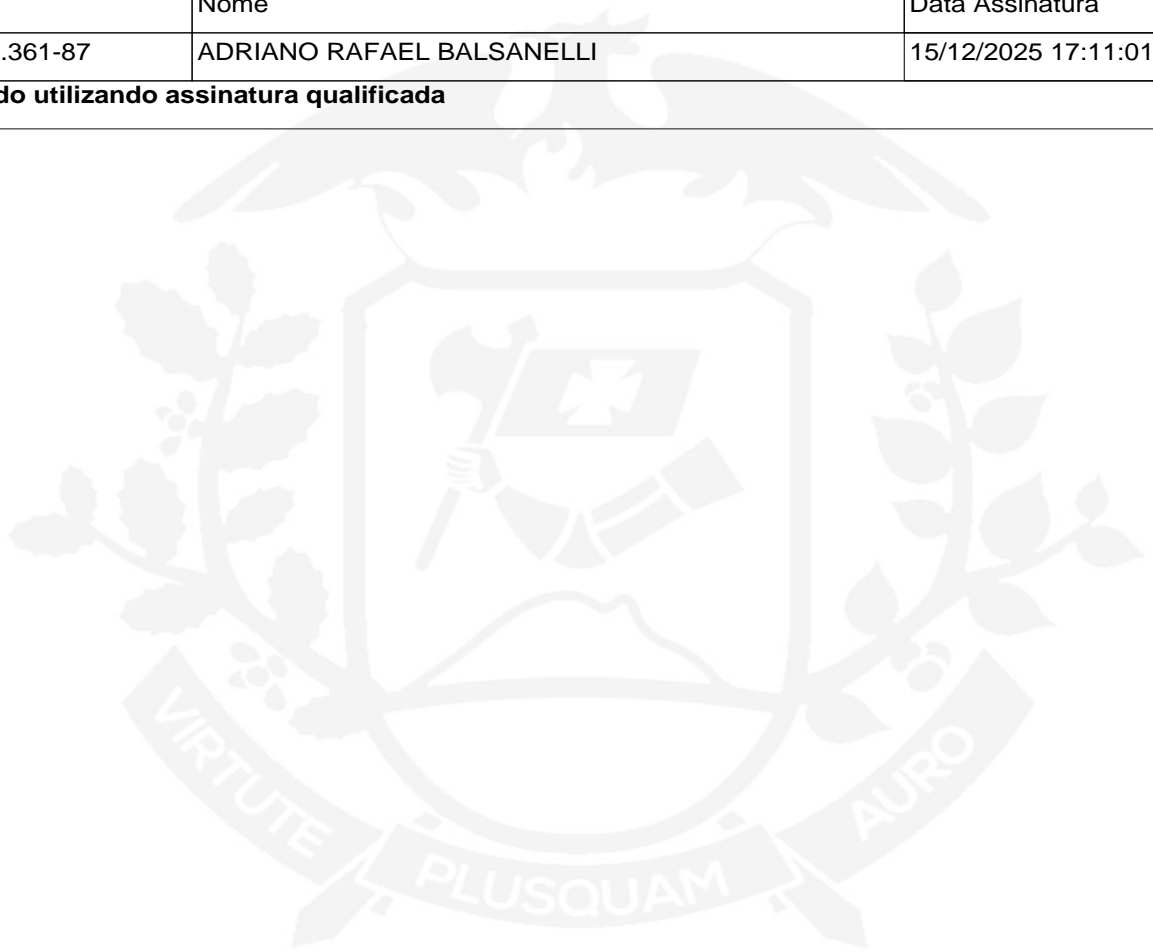 Nome Data Assinatura
.361-87 ADRIANO RAFAEL BALSANELLI 15/12/2025 17:11:01
do utilizando assinatura qualificada
VIRTUTE PLUSQUAM AURO